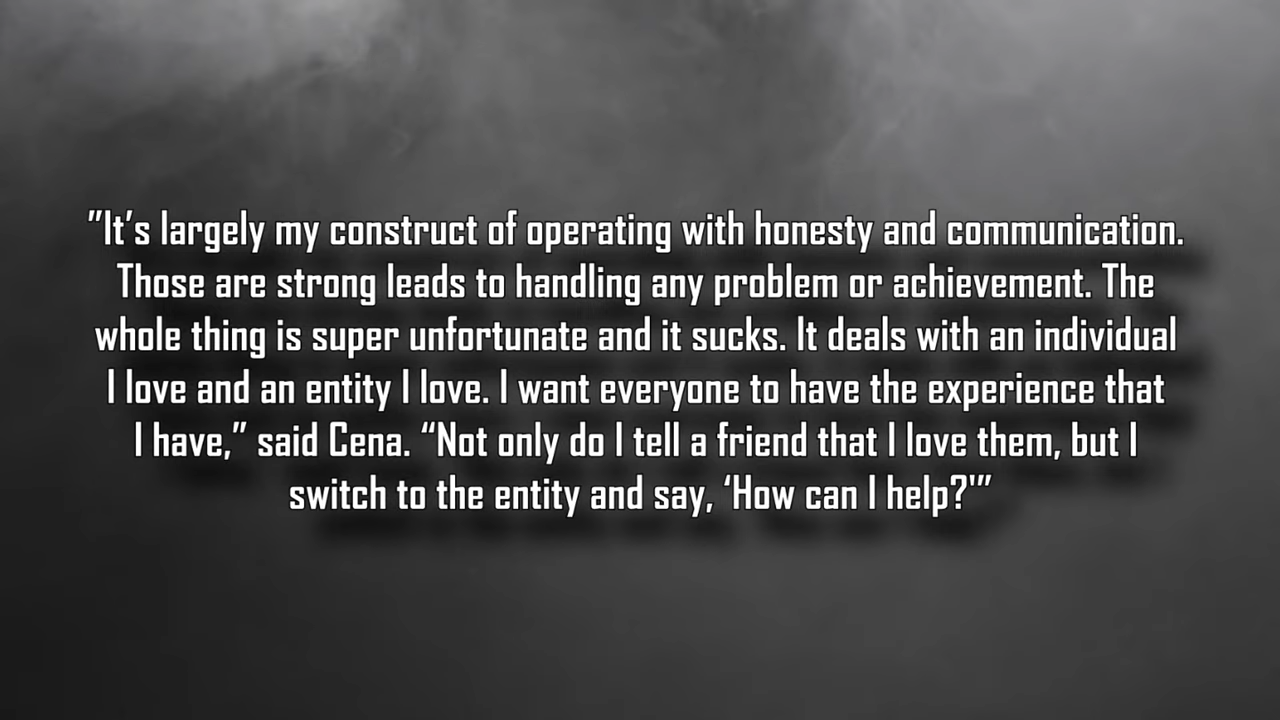 ”It’s largely my construct of operating with honesty and communication.
Those are strong leads to handling any problem or achievement. The
whole thing is super unfortunate and it sucks. It deals with an individual
I love and an entity I love. I want everyone to have the experience that
I have,” said Cena. “Not only do I tell a friend that I love them, but I
switch to the entity and say, ‘How can I help?'”